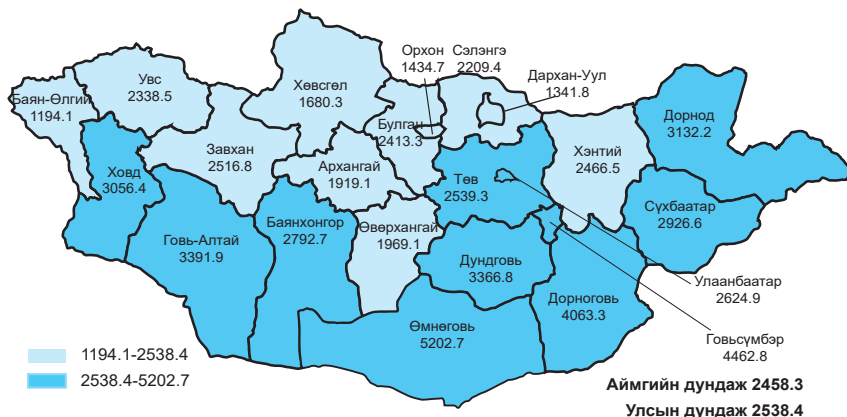 Орхон
1434.7
Сэлэнгэ
2209.4
Дархан-Уул
1341.8
Увс
2338.5
Хөвсгөл
1680.3
Баян-Өлгий
1194.1
Булган
2413.3
Дорнод
3132.2
Завхан
2516.8
Хэнтий
2466.5
Ховд
3056.4
Архангай
1919.1
Төв
2539.3
Сүхбаатар
2926.6
Говь-Алтай
3391.9
Баянхонгор
2792.7
Өвөрхангай
1969.1
Дундговь
3366.8
Улаанбаатар
2624.9
Дорноговь
4063.3
Өмнөговь
5202.7
Говьсүмбэр
4462.8
1194.1-2538.4
2538.4-5202.7
Аймгийн дундаж 2458.3
Улсын дундаж 2538.4